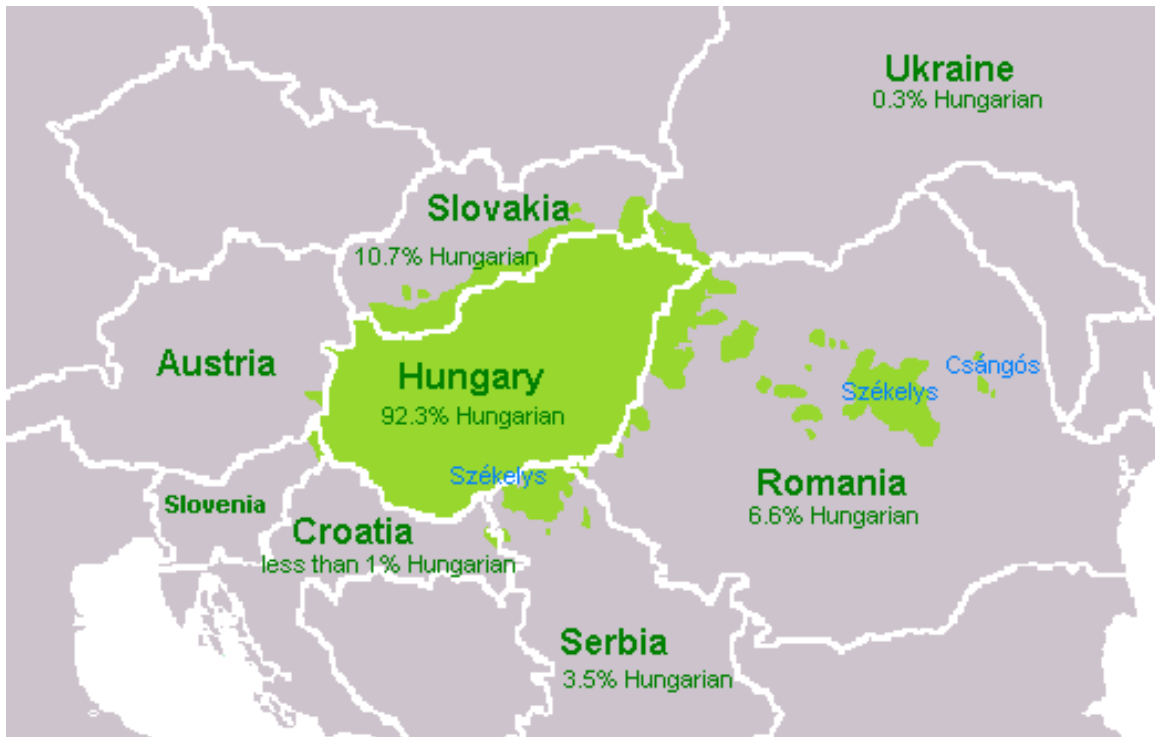 Ukraine
0.3% Hungarian
Slovakia
10.7% Hungarian
Austria
Hungary
92.3% Hungarian
Csángós
Székelys
Székelys
Romania
6.6% Hungarian
Slovenia
Croatia
less than 1% Hungarian
Serbia
3.5% Hungarian